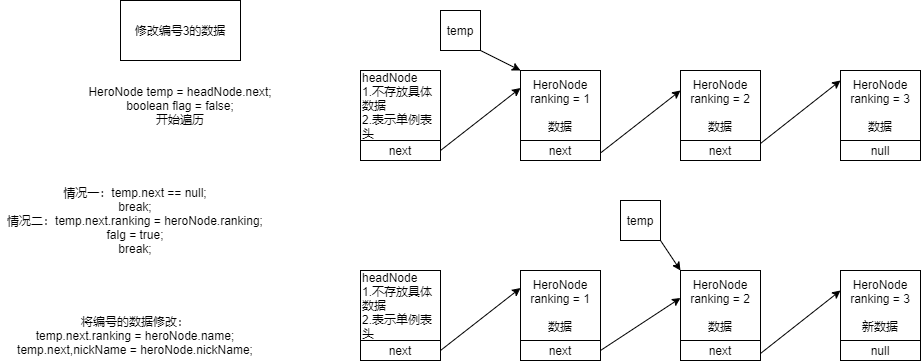 修改编号3的数据
HeroNode temp = headNode.next;
boolean flag = false;
开始遍历
temp
headNode
1.不存放具体
数据
2.表示单例表
头
next
HeroNode
ranking = 1
数据
next
HeroNode
ranking = 2
数据
next
HeroNode
ranking = 3
数据
null
情况一：temp.next == null;
break;
情况二：temp.next.ranking = heroNode.ranking;
falg = true;
break;
将编号的数据修改：
temp.next.ranking = heroNode.name;
temp.next,nickName = heroNode.nickName;
temp
headNode
1.不存放具体
数据
2.表示单例表
头
next
HeroNode
ranking = 1
数据
next
HeroNode
ranking = 2
数据
next
HeroNode
ranking = 3
新数据
null